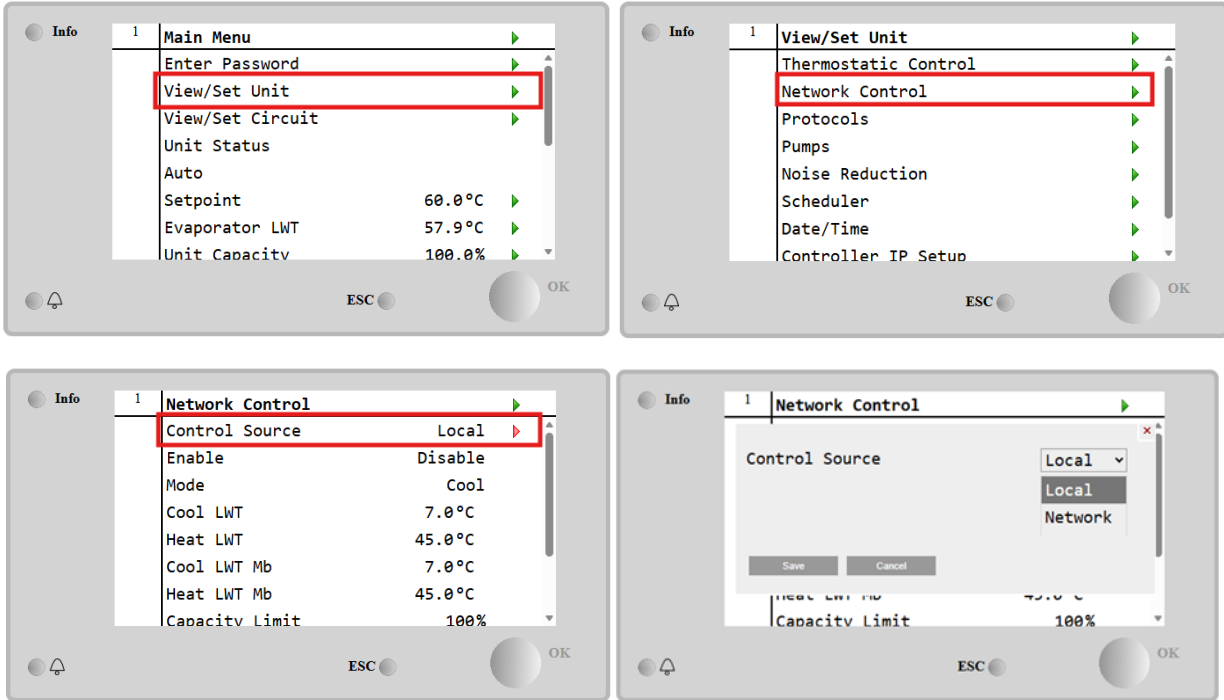 Info
1 Main Menu
Enter Password
View/Set Unit
View/Set Circuit
Unit Status
Auto
Setpoint 60.0°C
Evaporator LWT 57.9°C
Unit Capacity 100.0%
ESC
OK
Info
1 View/Set Unit
Thermostatic Control
Network Control
Protocols
Pumps
Noise Reduction
Scheduler
Date/Time
Controller IP Setup
ESC
OK
Info
1 Network Control
Control Source Local
Enable Disable
Mode Cool
Cool LWT 7.0°C
Heat LWT 45.0°C
Cool LWT Mb 7.0°C
Heat LWT Mb 45.0°C
Capacity Limit 100%
ESC
OK
Info
1 Network Control
Control Source Local
Local
Network
Save Cancel
Heat LWT Mb 45.0°C
Capacity Limit 100%
ESC
OK